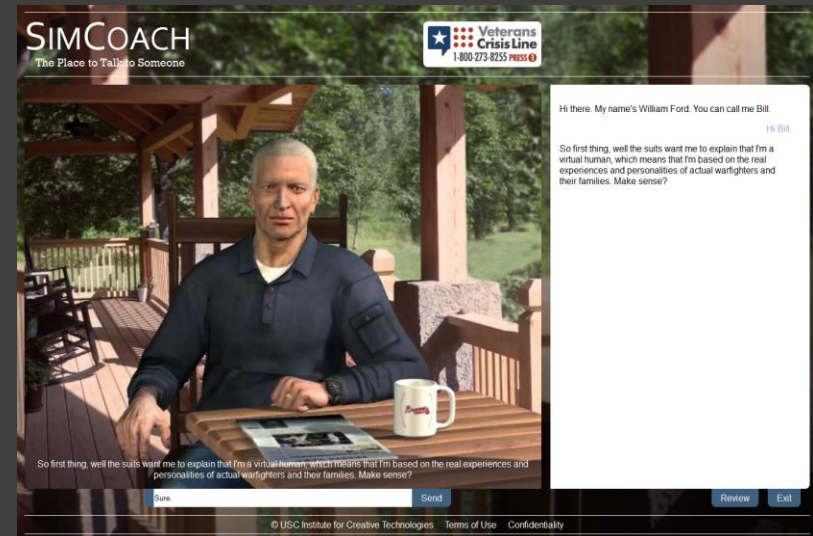 SIMCOACH
The Place to Talk to Someone
Veterans
Crisis Line
1-800-273-8255 PRESS 1
Hi there. My name's William Ford. You can call me Bill.
Hi Bill
So first thing, well the suits want me to explain that I'm a
virtual human, which means that I'm based on the real
experiences and personalities of actual warfighters and
their families. Make sense?
Braves
So first thing, well the suits want me to explain that I'm a virtual human, which means that I'm based on the real experiences and
personalities of actual warfighters and their families. Make sense?
Sure.
Send
Review
Exit
© USC Institute for Creative Technologies Terms of Use Confidentiality